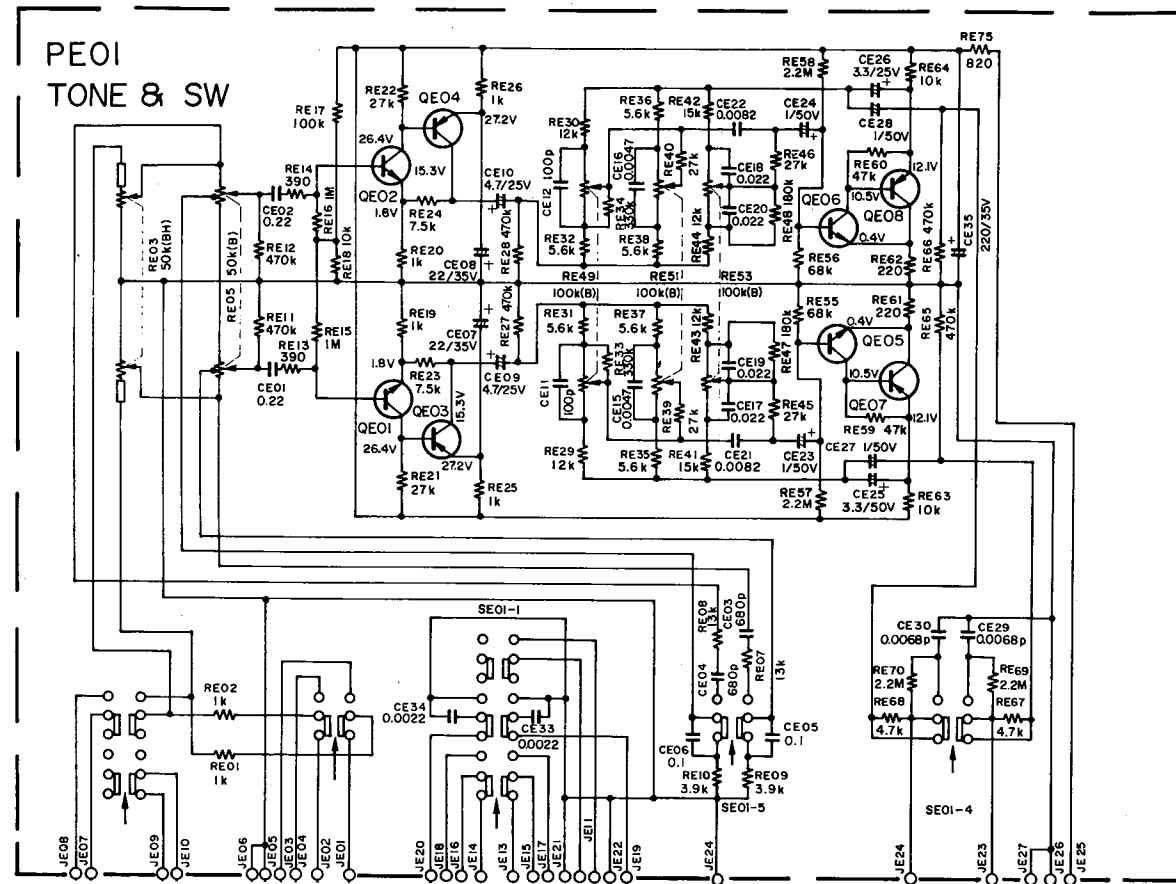 PE01
TONE & SW
RE75
820
RE17
100k
RE22
27k
QE04
RE26
1k
27.2V
26.4V
15.3V
RE14
390
CE02
0.22
RE16 1M
RE18 10k
QE02
1.8V
RE24
7.5k
CE10
4.7/25V
RE20
1k
CE08
22/35V
RE28 470k
RE12
470k
RE03
50k(BH)
50k(B)
RE05
RE11
470k
RE13
390
CE01
0.22
RE15
1M
RE19
1k
CE07
22/35V
RE27 470k
1.8V
RE23
7.5k
CE09
4.7/25V
QE01
QE03
15.3V
26.4V
27.2V
RE21
27k
RE25
1k
RE30
12k
RE36
5.6k
RE42
15k
CE22
0.0082
CE24
1/50V
RE58
2.2M
CE26
3.3/25V
RE64
10k
CE28
1/50V
100p
CE12
CE16
0.0047
RE34
330k
RE40
27k
CE18
0.022
CE20
0.022
RE46
27k
RE48 180k
RE32
5.6k
RE38
5.6k
RE44 12k
RE60
47k
12.1V
10.5V
QE06
QE08
0.4V
RE56
68k
RE62
220
RE66 470k
CE35
220/35V
RE49
100k(B)
RE51
100k(B)
RE53
100k(B)
RE31
5.6k
RE37
5.6k
RE43 12k
RE47 180k
RE55
68k
RE61
220
RE65
470k
0.4V
QE05
10.5V
QE07
12.1V
RE59 47k
CE11
100p
RE33
330k
CE15
0.0047
RE39
27k
CE19
0.022
CE17
0.022
RE45
27k
RE29
12k
RE35
5.6k
RE41
15k
CE21
0.0082
CE23
1/50V
CE27 1/50V
RE57
2.2M
CE25
3.3/50V
RE63
10k
SE01-1
RE08
13k
CE03
680p
CE04
680p
RE07
13k
CE30
0.0068p
CE29
0.0068p
RE70
2.2M
RE69
2.2M
RE68
4.7k
RE67
4.7k
RE02
1k
RE01
1k
CE34
0.0022
CE33
0.0022
CE06
0.1
CE05
0.1
RE10
3.9k
RE09
3.9k
SE01-5
SE01-4
JE08
JE07
JE09
JE10
JE06
JE05
JE03
JE04
JE02
JE01
JE20
JE18
JE16
JE14
JE13
JE15
JE17
JE21
JE11
JE22
JE19
JE24
JE24
JE23
JE27
JE26
JE25